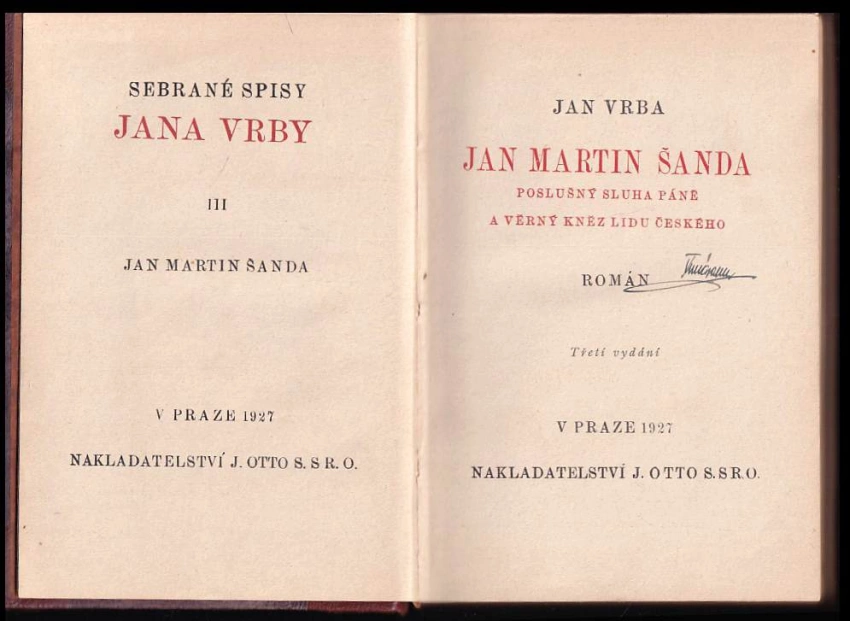 SEBRANÉ SPISY
JANA VRBY
III
JAN MARTIN ŠANDA
V PRAZE 1927
NAKLADATELSTVÍ J. OTTO S. S R. O.
JAN VRBA
JAN MARTIN ŠANDA
POSLUŠNÝ SLUHA PÁNĚ
A VĚRNÝ KNĚZ LIDU ČESKÉHO
ROMÁN
Třetí vydání
V PRAZE 1927
NAKLADATELSTVÍ J. OTTO S. S R. O.